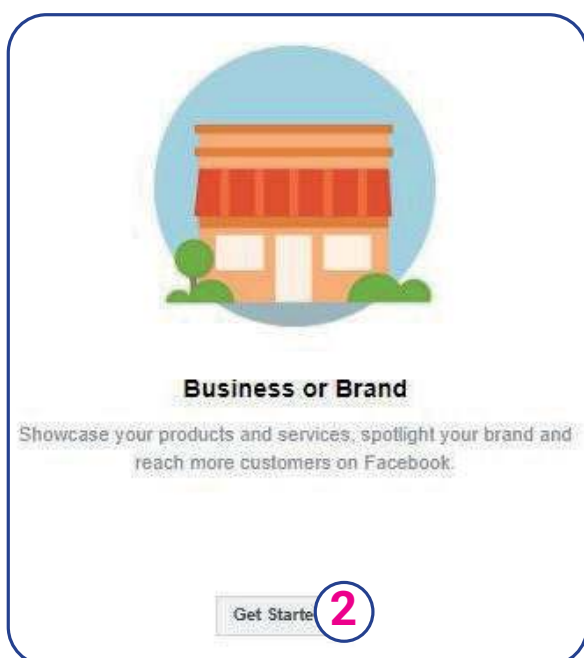 Business or Brand
Showcase your products and services, spotlight your brand and
reach more customers on Facebook.
Get Starte
2